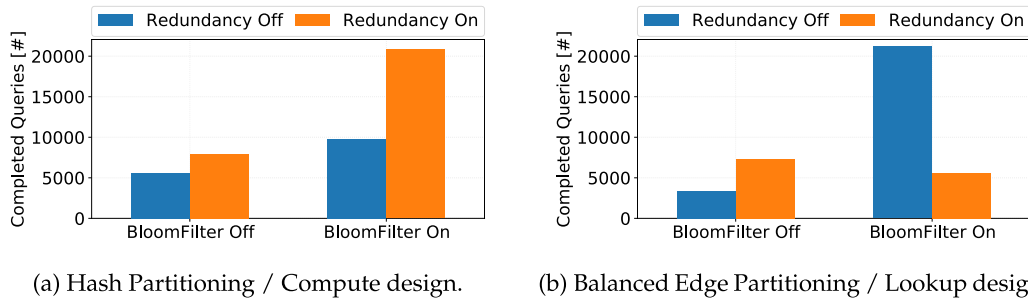 Redundancy Off Redundancy On
Completed Queries [#]
20000
15000
10000
5000
0
BloomFilter Off BloomFilter On
(a) Hash Partitioning / Compute design.
Redundancy Off Redundancy On
Completed Queries [#]
20000
15000
10000
5000
0
BloomFilter Off BloomFilter On
(b) Balanced Edge Partitioning / Lookup desig